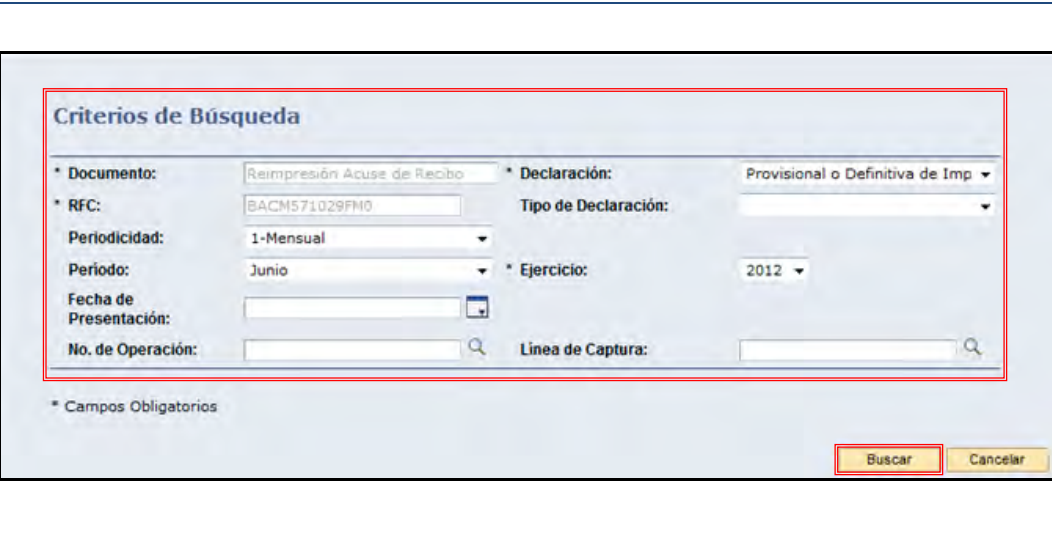 Criterios de Búsqueda
* Documento: Reimpresión Acuse de Recibo * Declaración: Provisional o Definitiva de Imp
* RFC: BACM571029FM0 Tipo de Declaración:
Periodicidad: 1-Mensual
Periodo: Junio * Ejercicio: 2012
Fecha de
Presentación:
No. de Operación: Linea de Captura:
* Campos Obligatorios
Buscar Cancelar